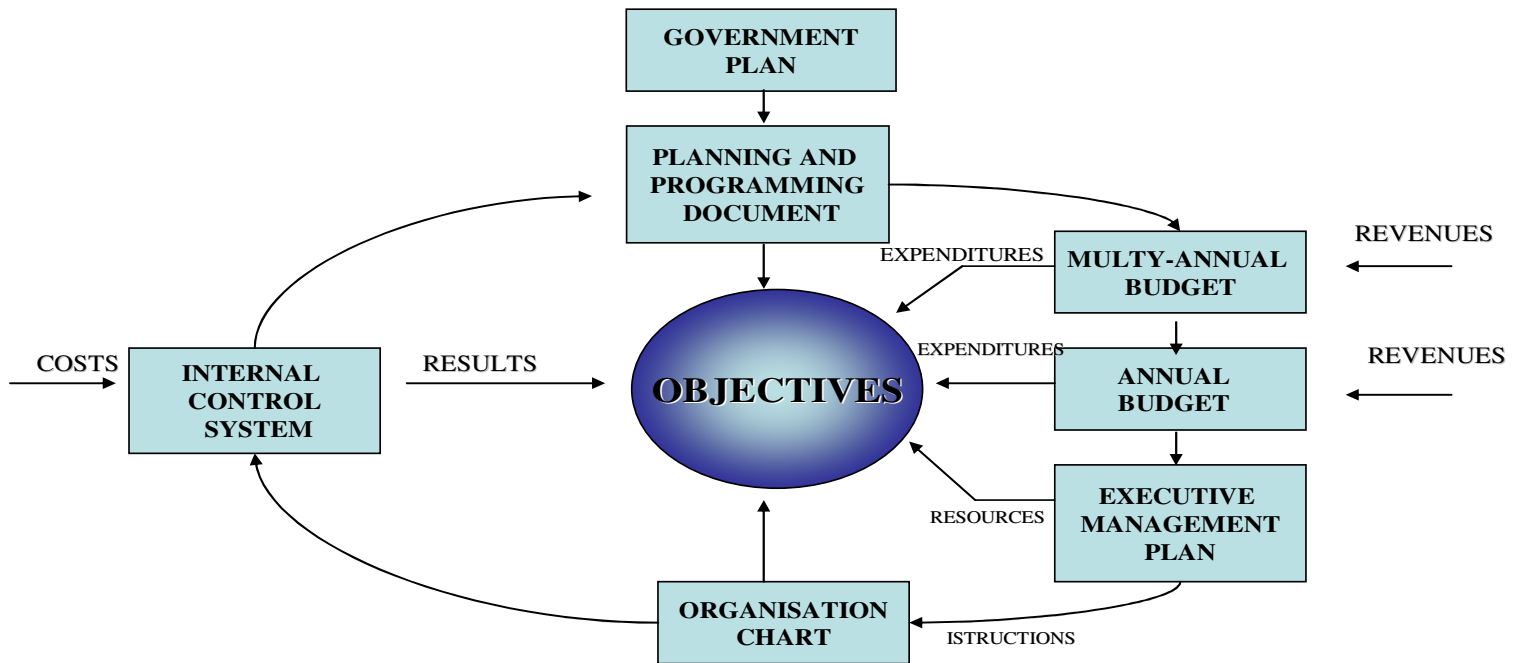 GOVERNMENT
PLAN
PLANNING AND
PROGRAMMING
DOCUMENT
EXPENDITURES
MULTY-ANNUAL
BUDGET
REVENUES
COSTS
INTERNAL
CONTROL
SYSTEM
RESULTS
OBJECTIVES
EXPENDITURES
ANNUAL
BUDGET
REVENUES
RESOURCES
EXECUTIVE
MANAGEMENT
PLAN
ORGANISATION
CHART
ISTRUCTIONS